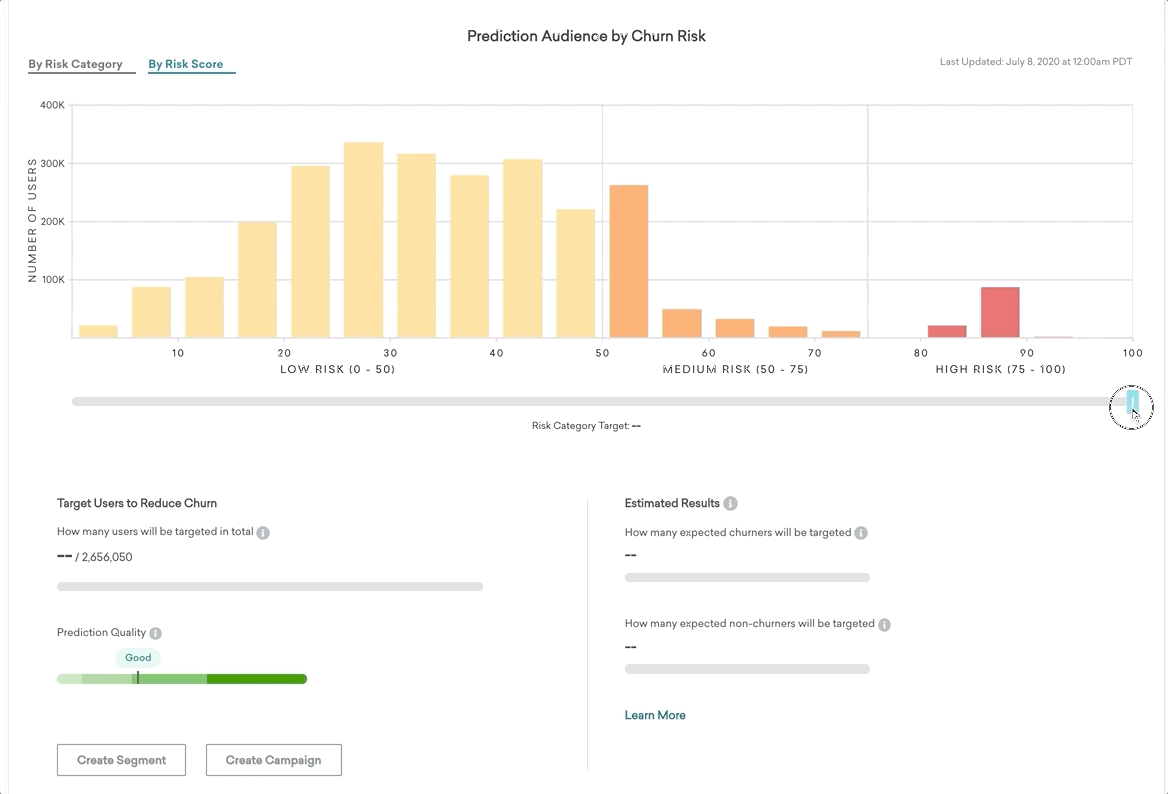 Prediction Audience by Churn Risk
By Risk Category By Risk Score
Last Updated: July 8, 2020 at 12:00am PDT
NUMBER OF USERS
400K
300K
200K
100K
10 20 30 40 50 60 70 80 90 100
LOW RISK (0 - 50) MEDIUM RISK (50 - 75) HIGH RISK (75 - 100)
Risk Category Target: --
Target Users to Reduce Churn
How many users will be targeted in total i
-- / 2,656,050
Prediction Quality i
Good
Create Segment Create Campaign
Estimated Results i
How many expected churners will be targeted i
--
How many expected non-churners will be targeted i
--
Learn More